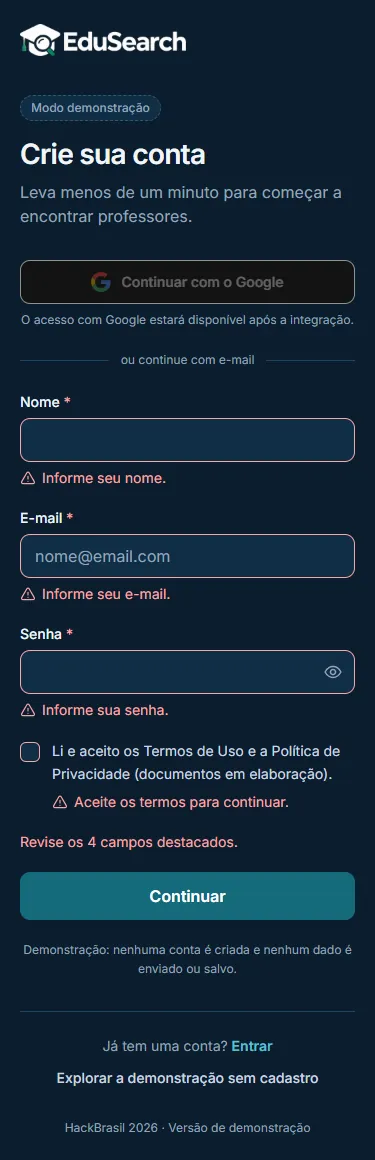 EduSearch
Modo demonstração
Crie sua conta
Leva menos de um minuto para começar a
encontrar professores.
Continuar com o Google
O acesso com Google estará disponível após a integração.
ou continue com e-mail
Nome *
Informe seu nome.
E-mail *
nome@email.com
Informe seu e-mail.
Senha *
Informe sua senha.
Li e aceito os Termos de Uso e a Política de
Privacidade (documentos em elaboração).
Aceite os termos para continuar.
Revise os 4 campos destacados.
Continuar
Demonstração: nenhuma conta é criada e nenhum dado é
enviado ou salvo.
Já tem uma conta? Entrar
Explorar a demonstração sem cadastro
HackBrasil 2026 · Versão de demonstração